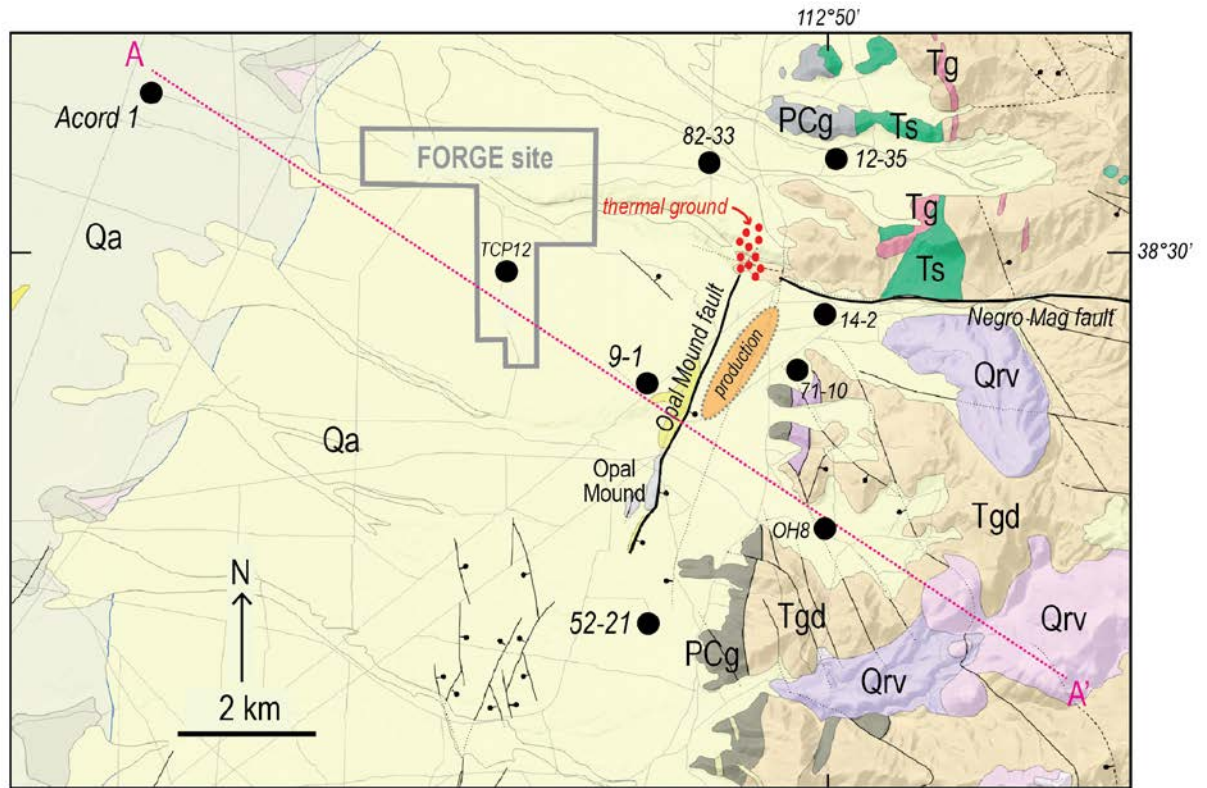 112°50'
A
Acord 1
Tg
PCg
Ts
82-33
12-35
FORGE site
thermal ground
Tg
Qa
TCP12
Ts
38°30'
Opal Mound fault
production
14-2
Negro Mag fault
9-1
71-10
Qrv
Qa
Opal
Mound
Tgd
OH8
N
52-21
PCg
Tgd
Qrv
Qrv
A'
2 km